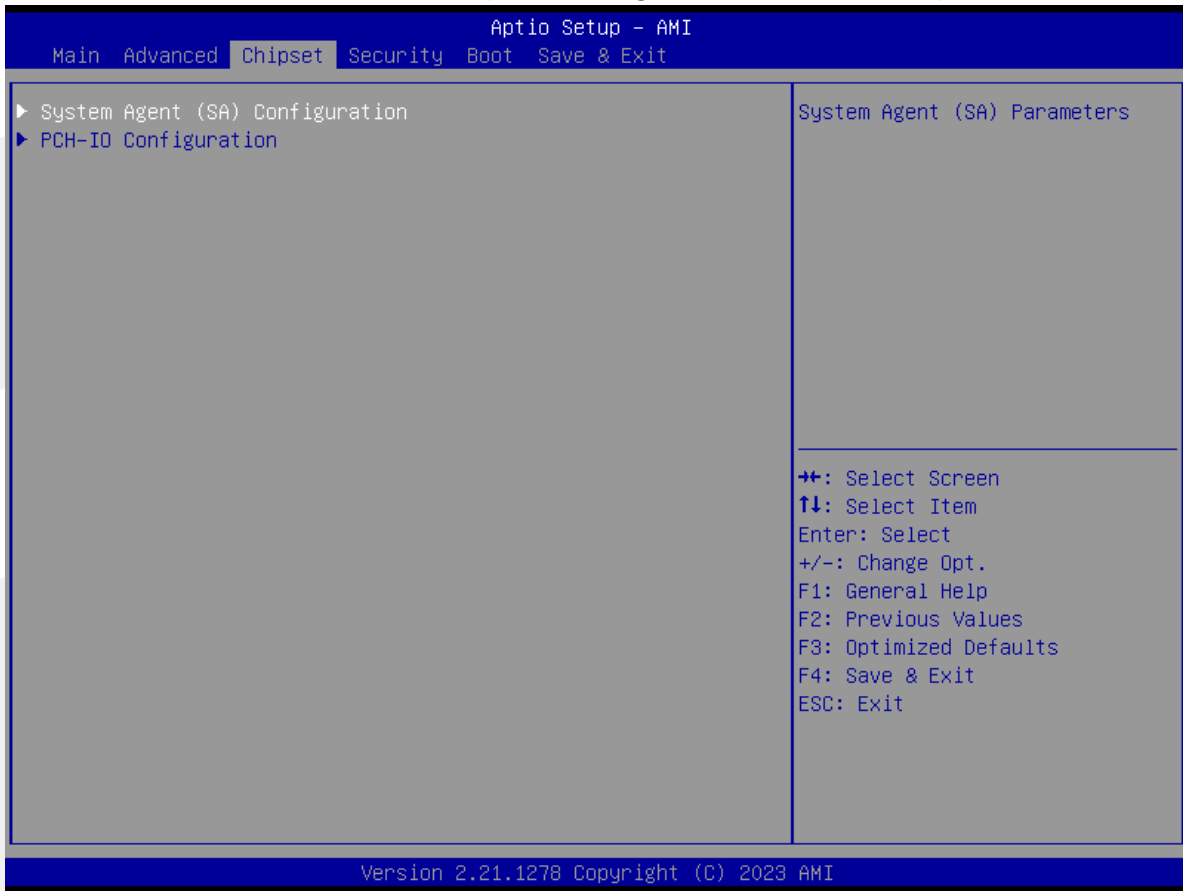 Aptio Setup – AMI
Main Advanced Chipset Security Boot Save & Exit
▶ System Agent (SA) Configuration
▶ PCH-IO Configuration
System Agent (SA) Parameters
→←: Select Screen
↑↓: Select Item
Enter: Select
+/-: Change Opt.
F1: General Help
F2: Previous Values
F3: Optimized Defaults
F4: Save & Exit
ESC: Exit
Version 2.21.1278 Copyright (C) 2023 AMI